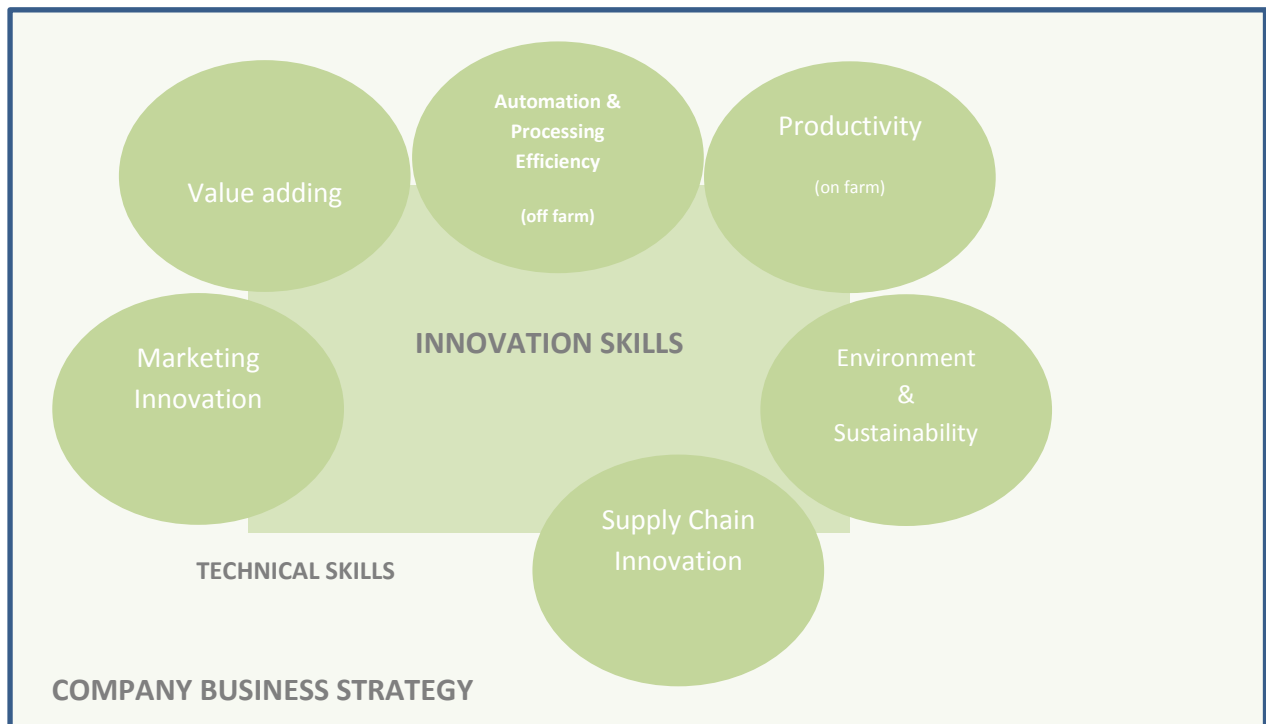 Value adding
Automation &
Processing
Efficiency
(off farm)
Productivity
(on farm)
INNOVATION SKILLS
Marketing
Innovation
Environment
&
Sustainability
Supply Chain
Innovation
TECHNICAL SKILLS
COMPANY BUSINESS STRATEGY